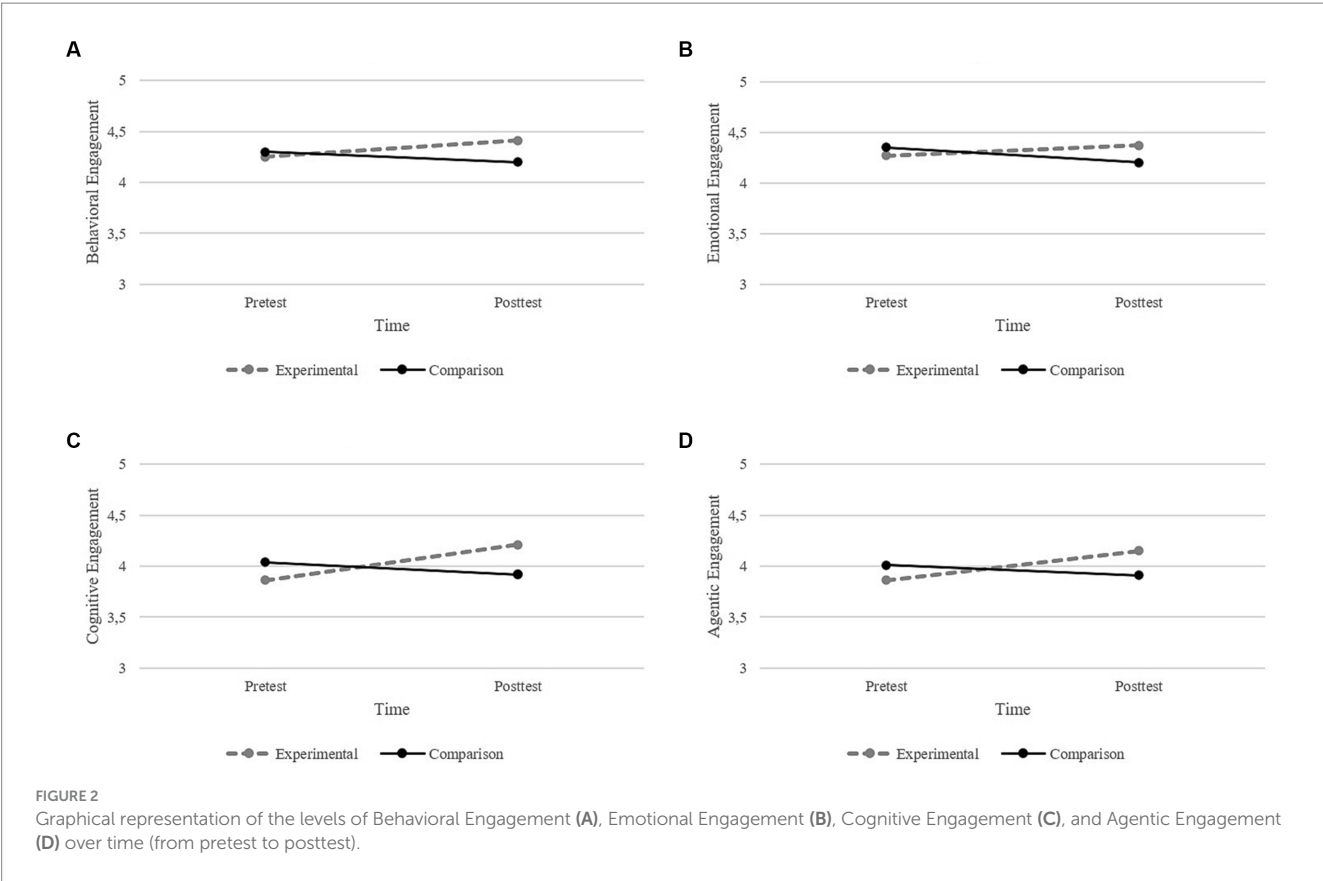 A
Behavioral Engagement
5
4,5
4
3,5
3
Pretest
Posttest
Time
Experimental
Comparison
B
Emotional Engagement
5
4,5
4
3,5
3
Pretest
Posttest
Time
Experimental
Comparison
C
Cognitive Engagement
5
4,5
4
3,5
3
Pretest
Posttest
Time
Experimental
Comparison
D
Agentic Engagement
5
4,5
4
3,5
3
Pretest
Posttest
Time
Experimental
Comparison
FIGURE 2
Graphical representation of the levels of Behavioral Engagement (A), Emotional Engagement (B), Cognitive Engagement (C), and Agentic Engagement
(D) over time (from pretest to posttest).